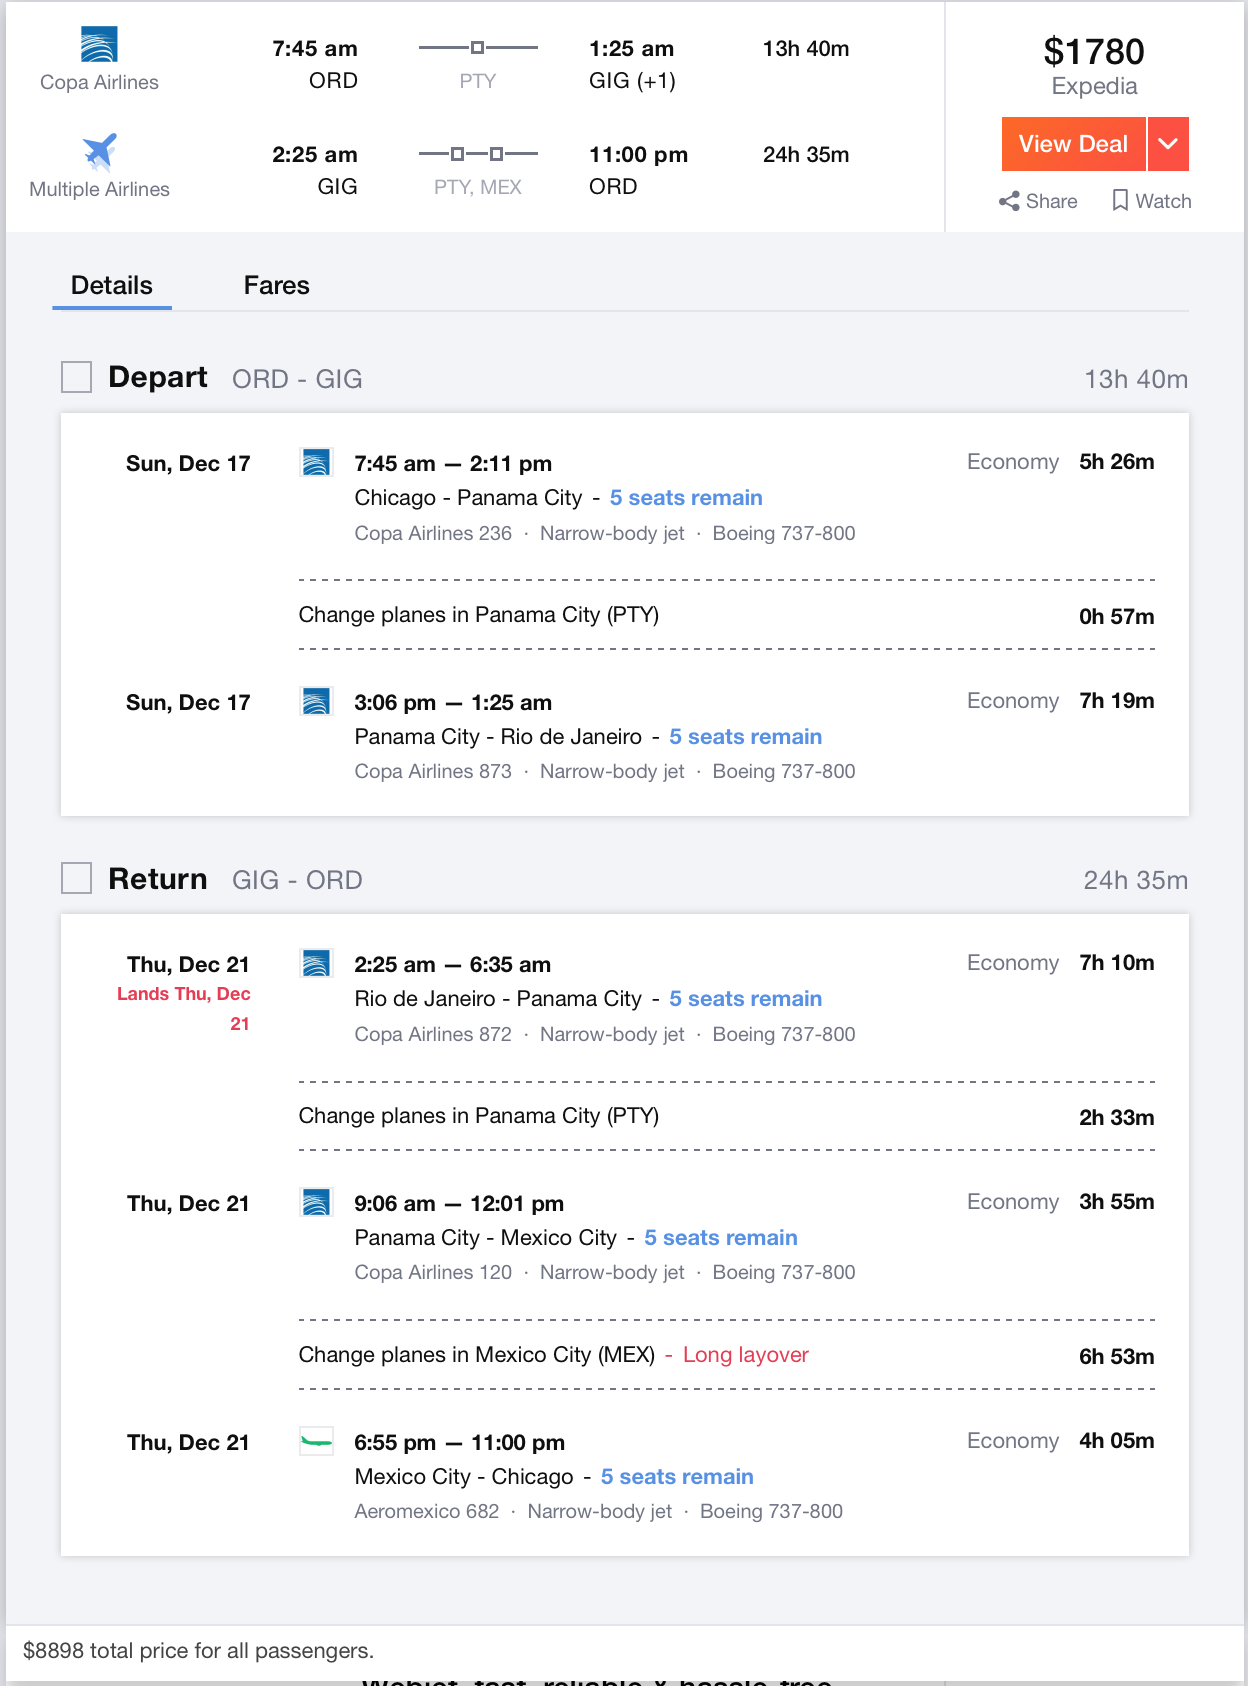 7:45 am 1:25 am 13h 40m $1780
Copa Airlines ORD PTY GIG (+1) Expedia
View Deal
2:25 am 11:00 pm 24h 35m
Multiple Airlines GIG PTY, MEX ORD
Share Watch
Details Fares
Depart ORD - GIG 13h 40m
Sun, Dec 17 7:45 am — 2:11 pm Economy 5h 26m
Chicago - Panama City - 5 seats remain
Copa Airlines 236 · Narrow-body jet · Boeing 737-800
Change planes in Panama City (PTY) 0h 57m
Sun, Dec 17 3:06 pm — 1:25 am Economy 7h 19m
Panama City - Rio de Janeiro - 5 seats remain
Copa Airlines 873 · Narrow-body jet · Boeing 737-800
Return GIG - ORD 24h 35m
Thu, Dec 21 2:25 am — 6:35 am Economy 7h 10m
Lands Thu, Dec Rio de Janeiro - Panama City - 5 seats remain
21 Copa Airlines 872 · Narrow-body jet · Boeing 737-800
Change planes in Panama City (PTY) 2h 33m
Thu, Dec 21 9:06 am — 12:01 pm Economy 3h 55m
Panama City - Mexico City - 5 seats remain
Copa Airlines 120 · Narrow-body jet · Boeing 737-800
Change planes in Mexico City (MEX) - Long layover 6h 53m
Thu, Dec 21 6:55 pm — 11:00 pm Economy 4h 05m
Mexico City - Chicago - 5 seats remain
Aeromexico 682 · Narrow-body jet · Boeing 737-800
$8898 total price for all passengers.